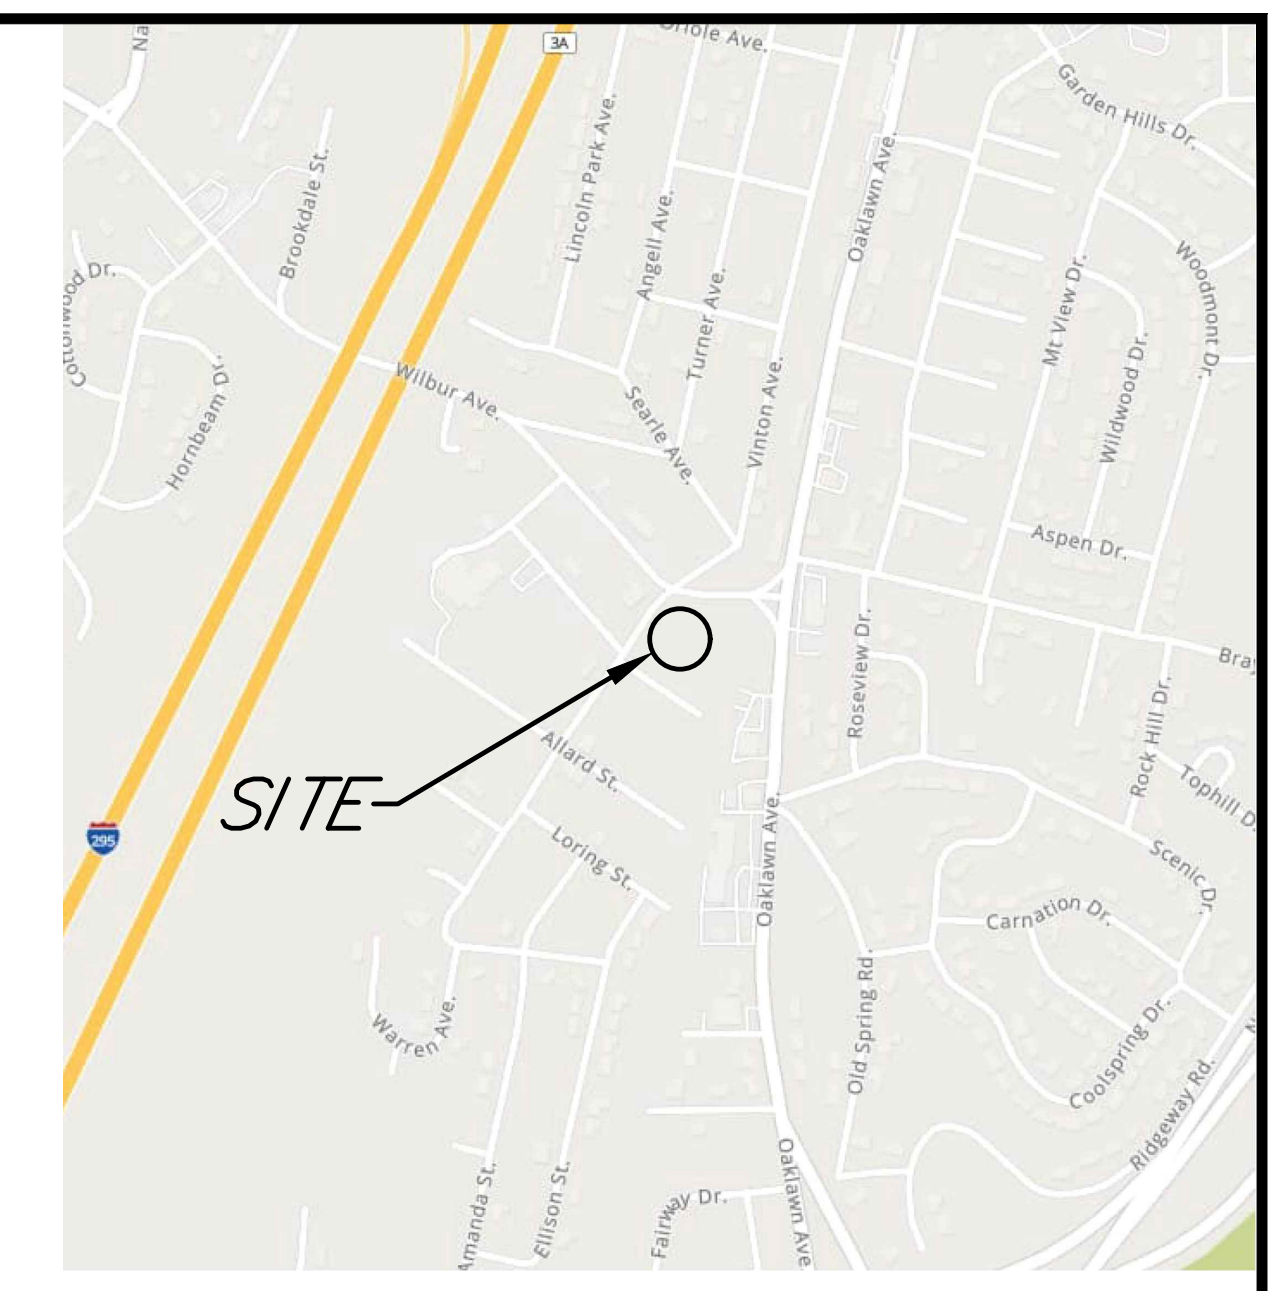 Na
3A
Oriole Ave.
Garden Hills Dr.
Lincoln Park Ave.
Oaklawn Ave.
Brookdale St.
Angell Ave.
Cottonwood Dr.
Turner Ave.
Mt View Dr.
Woodmont Dr.
Wilbur Ave.
Hornbeam Dr.
Searle Ave.
Vinton Ave.
Wildwood Dr.
Aspen Dr.
Roseview Dr.
Bray
Rock Hill Dr.
Allard St.
Tophill D
SITE
295
Loring St.
Oaklawn Ave.
Scenic Dr.
Carnation Dr.
Warren Ave.
Old Spring Rd.
Coolspring Dr.
Ridgeway Rd.
N
Amanda St.
Ellison St.
Fairway Dr.
Oaklawn Ave.